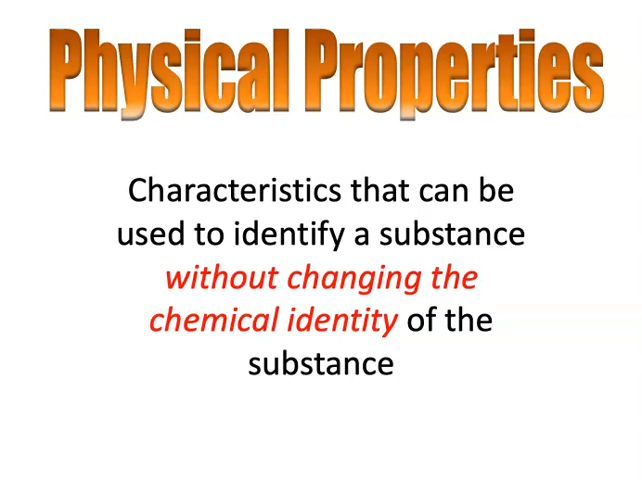 Physical Properties
Characteristics that can be
used to identify a substance
without changing the
chemical identity of the
substance